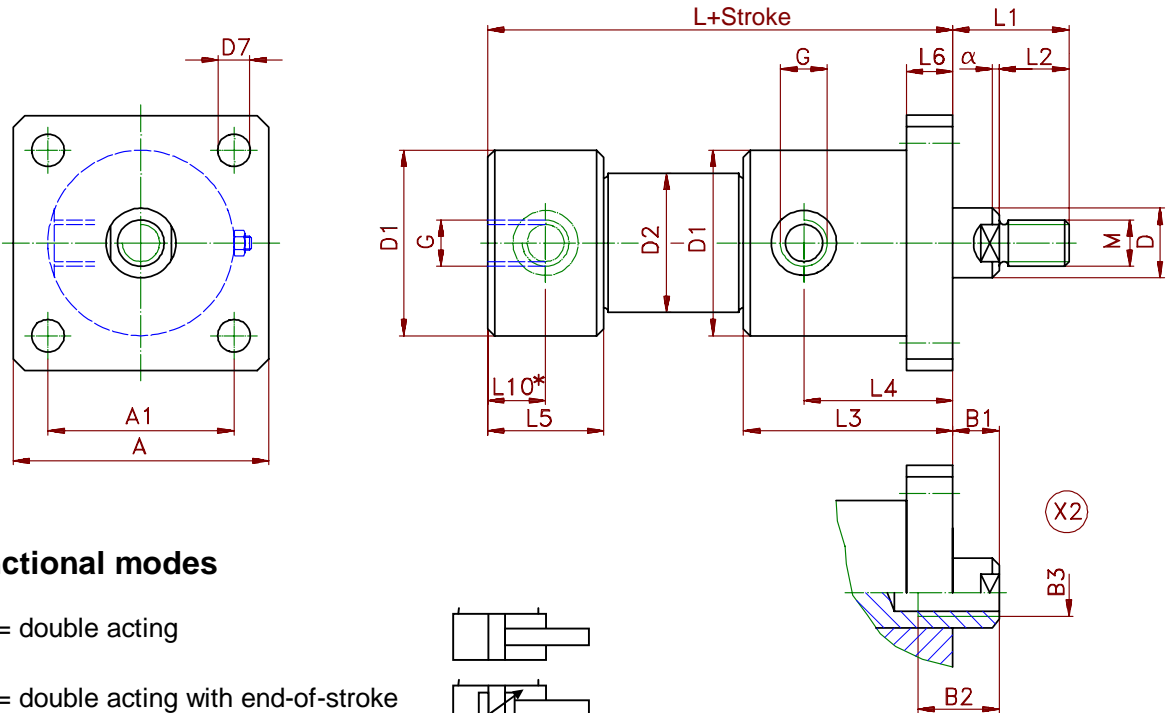 L+Stroke
L1
D7
G
L6
α
L2
D1
G
D2
D1
M
D
L10*
L4
A1
L5
L3
B1
A
X2
nctional modes
B3
= double acting
= double acting with end-of-stroke
B2